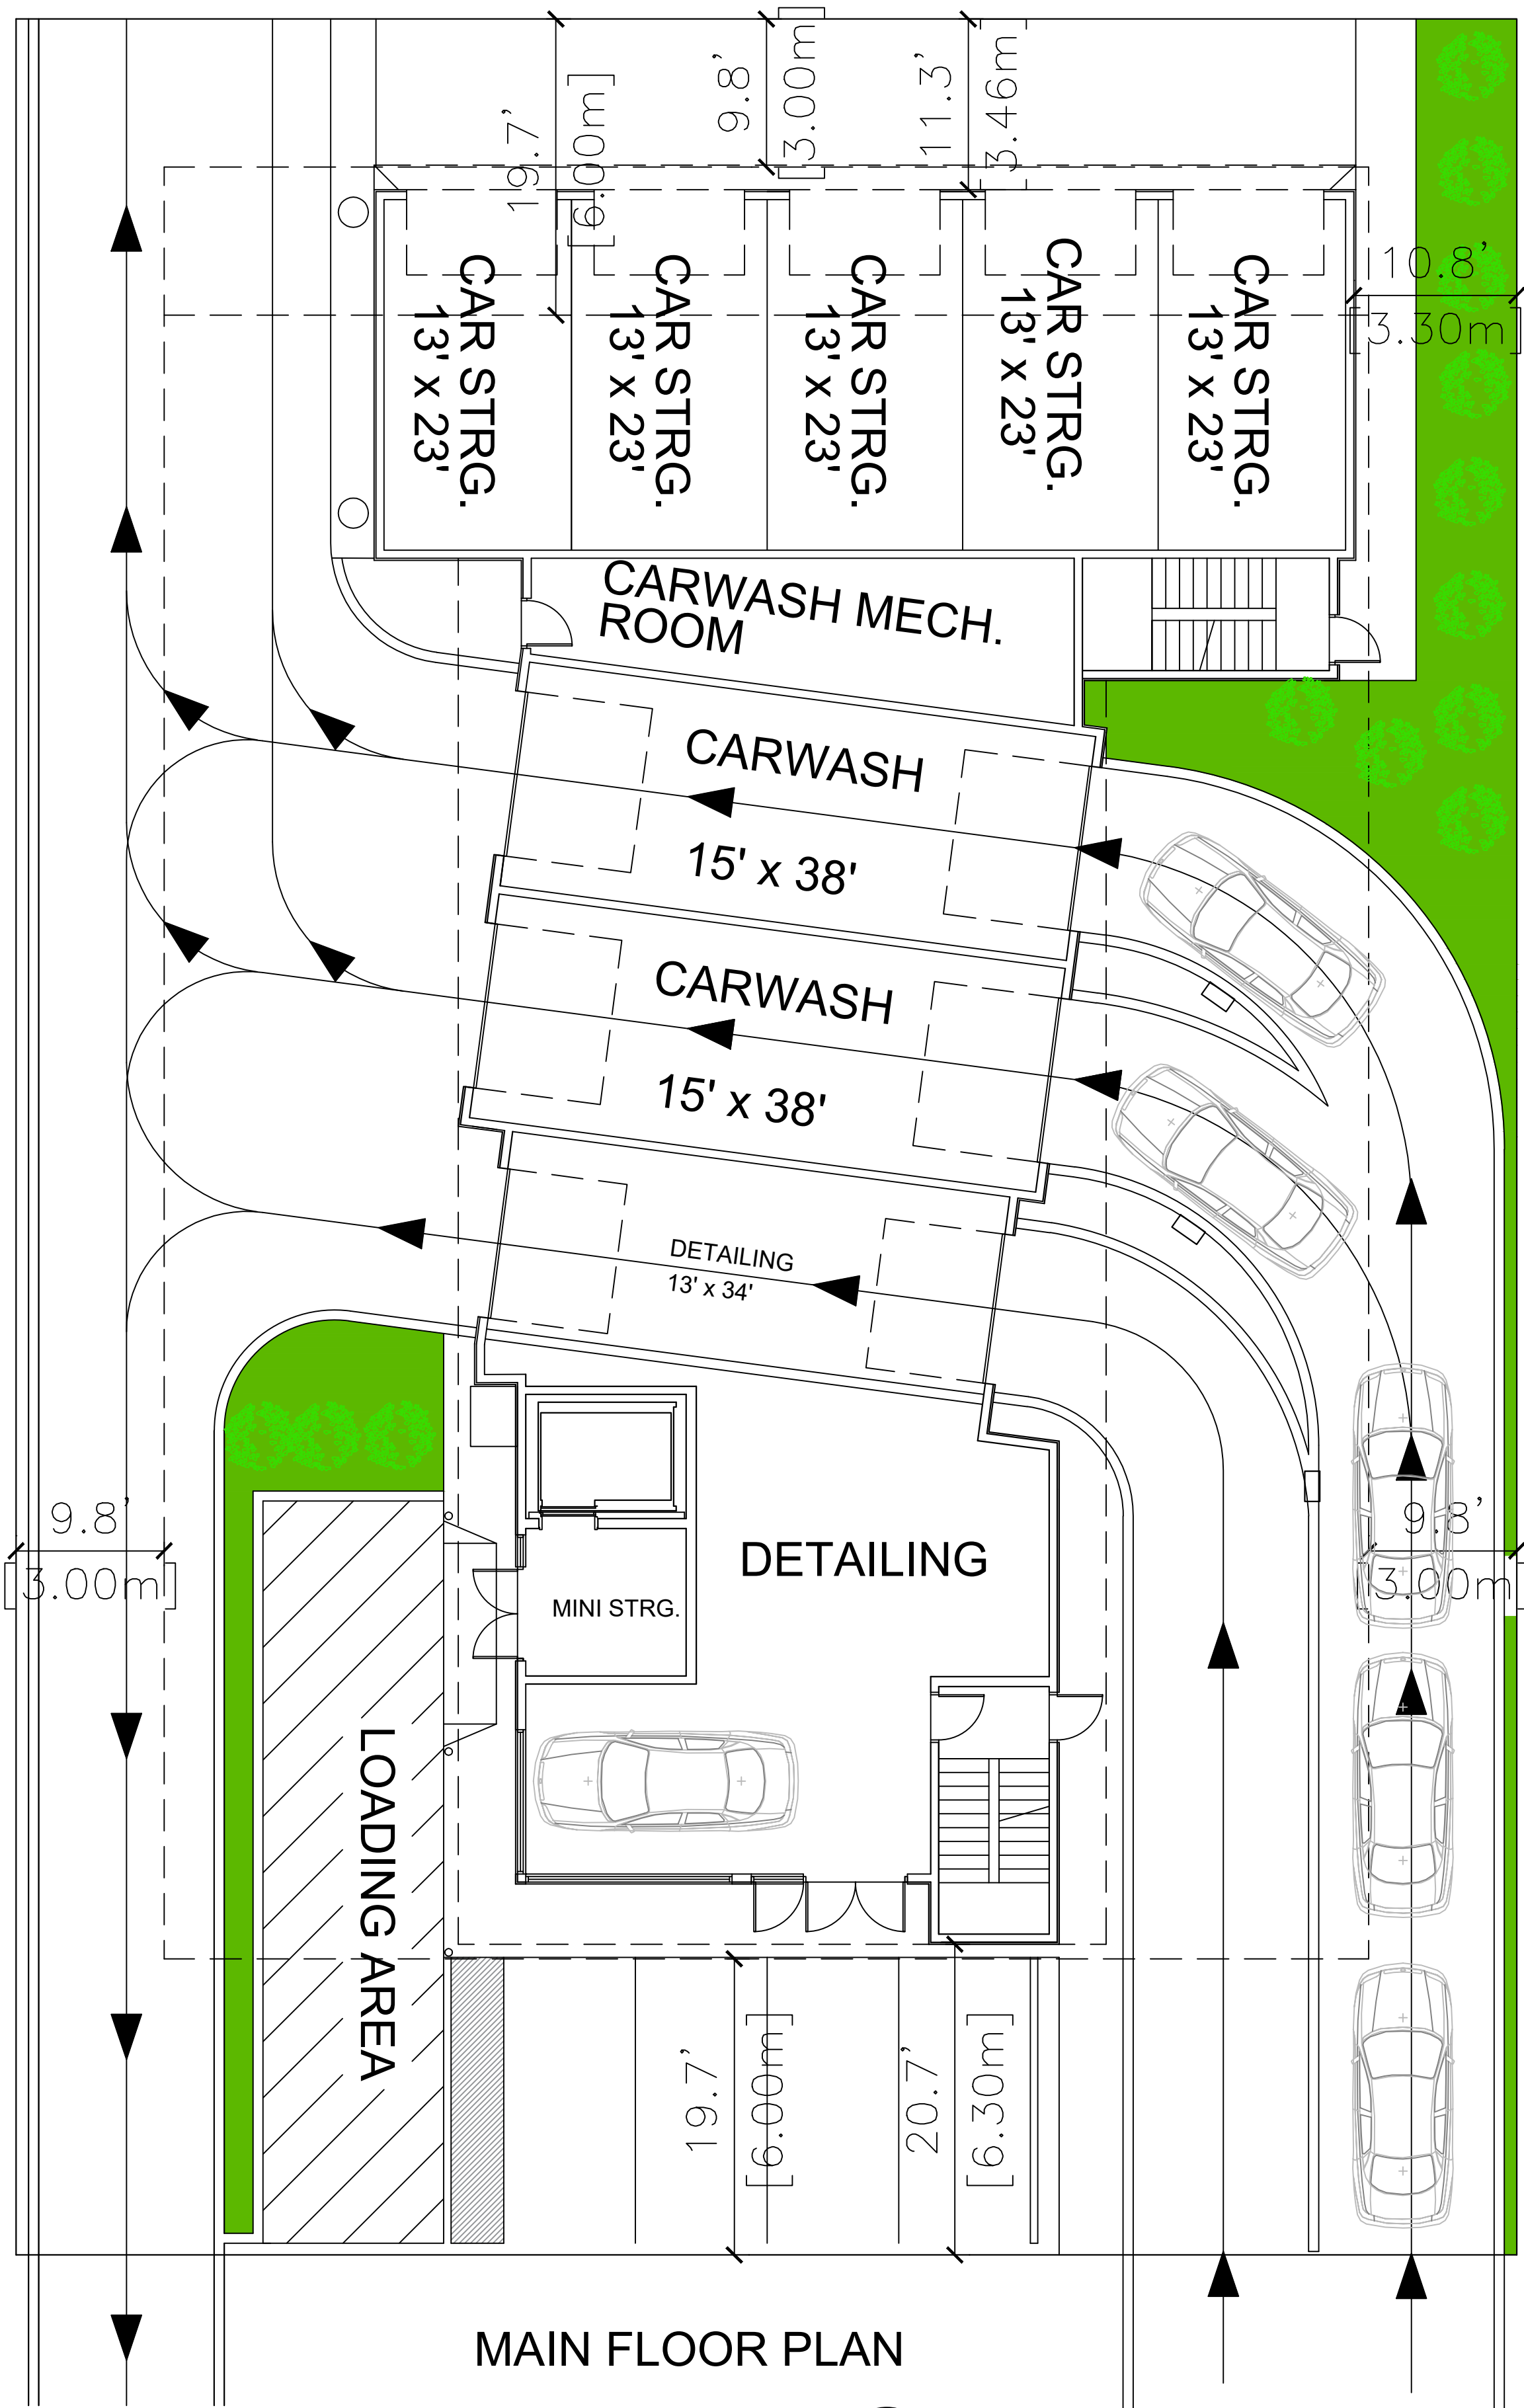 19.7'
[6.00m]
9.8'
[3.00m]
11.3'
[3.46m]
10.8'
[3.30m]
CAR STRG.
13' x 23'
CAR STRG.
13' x 23'
CAR STRG.
13' x 23'
CAR STRG.
13' x 23'
CAR STRG.
13' x 23'
CARWASH MECH.
ROOM
CARWASH
15' x 38'
CARWASH
15' x 38'
DETAILING
13' x 34'
9.8'
[3.00m]
9.8'
[3.00m]
DETAILING
MINI STRG.
LOADING AREA
19.7'
[6.00m]
20.7'
[6.30m]
MAIN FLOOR PLAN